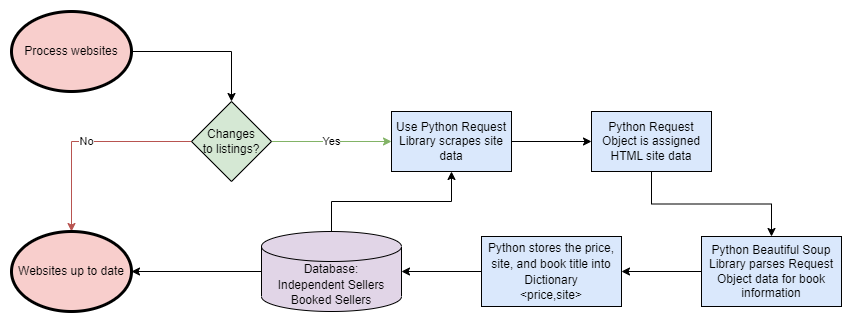 Process websites
Changes
to listings?
No
Yes
Use Python Request
Library scrapes site
data
Python Request
Object is assigned
HTML site data
Websites up to date
Database:
Independent Sellers
Booked Sellers
Python stores the price,
site, and book title into
Dictionary
<price,site>
Python Beautiful Soup
Library parses Request
Object data for book
information